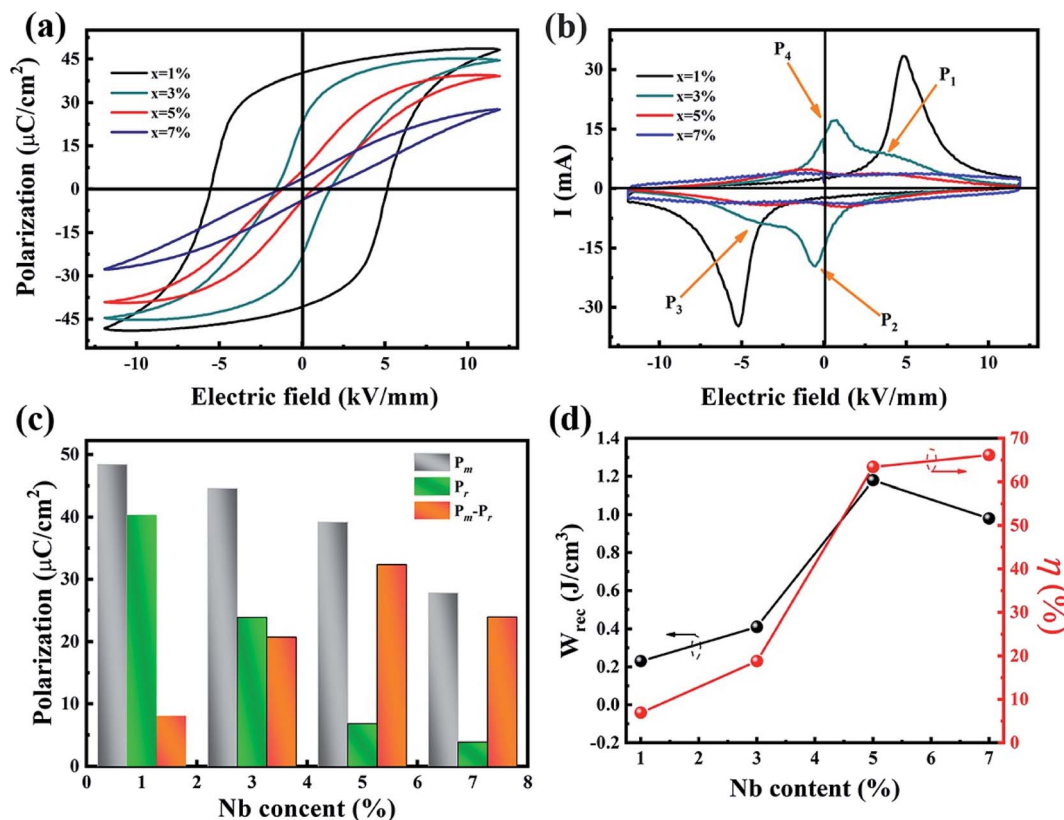 (a)
x=1%
x=3%
x=5%
x=7%
Polarization (μC/cm²)
45
30
15
0
-15
-30
-45
-10
-5
0
5
10
Electric field (kV/mm)
(b)
x=1%
x=3%
x=5%
x=7%
P₄
P₁
P₃
P₂
I (mA)
30
15
0
-15
-30
-10
-5
0
5
10
Electric field (kV/mm)
(c)
Pₘ
Pᵣ
Pₘ-Pᵣ
Polarization (μC/cm²)
50
40
30
20
10
0
0
1
2
3
4
5
6
7
8
Nb concent (%)
(d)
W_rec (J/cm³)
1.4
1.2
1.0
0.8
0.6
0.4
0.2
0.0
-0.2
70
60
50
40
30
20
10
0
η (%)
1
2
3
4
5
6
7
Nb content (%)